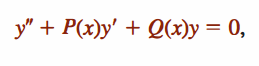 y″ + P(x)y′ + Q(x)y = 0,